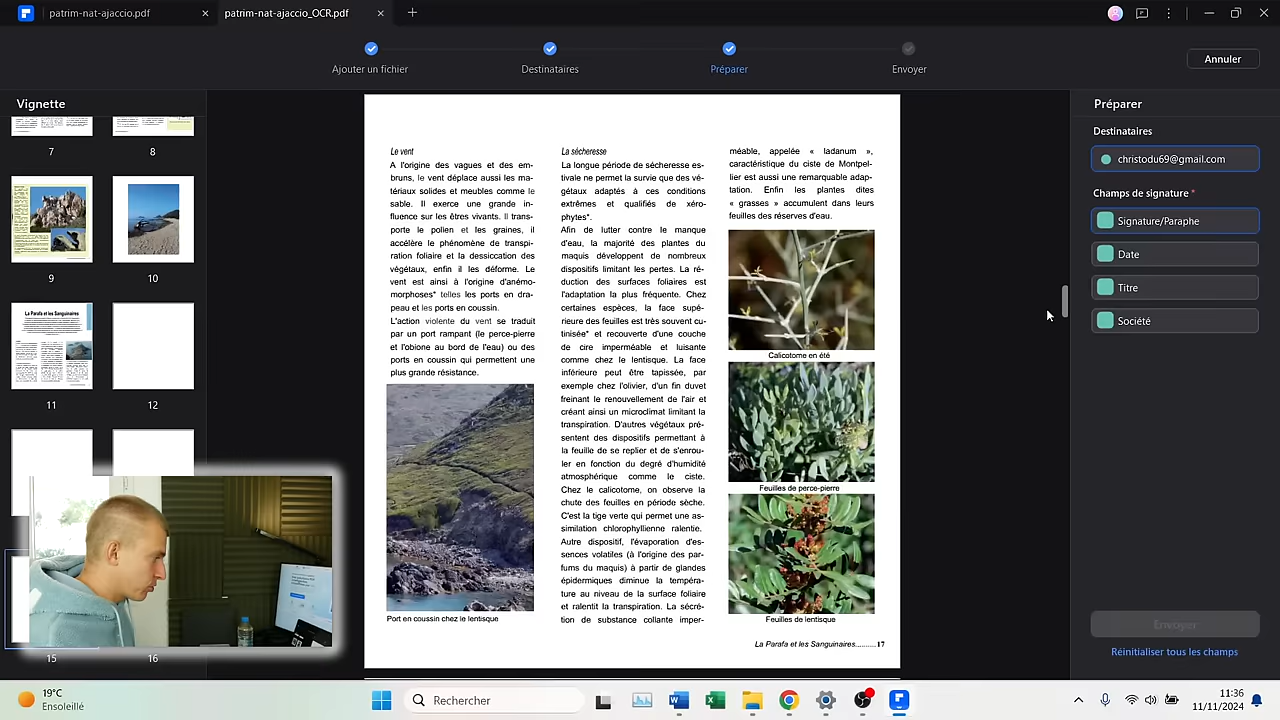 patrim-nat-ajaccio.pdf
patrim-nat-ajaccio_OCR.pdf
Ajouter un fichier
Destinataires
Préparer
Envoyer
Annuler
Vignette
7
8
9
10
La Parata et les Sanguinaires
11
12
15
16
Le vent
A l'origine des vagues et des em-
bruns, le vent déplace aussi les ma-
tériaux solides et meubles comme le
sable. Il exerce une grande in-
fluence sur les êtres vivants. Il trans-
porte le pollen et les graines, il
accélère le phénomène de transpi-
ration foliaire et la dessiccation des
végétaux, enfin il les déforme. Le
vent est ainsi à l'origine d'anémo-
morphoses* telles les ports en dra-
peau et les ports en coussin.
L'action violente du vent se traduit
par un port rampant (le perce-pierre
et l'obione au bord de l'eau) ou des
ports en coussin qui permettent une
plus grande résistance.
Port en coussin chez le lentisque
La sécheresse
La longue période de sécheresse es-
tivale ne permet la survie que des vé-
gétaux adaptés à ces conditions
extrêmes et qualifiés de xéro-
phytes*.
Afin de lutter contre le manque
d'eau, la majorité des plantes du
maquis développent de nombreux
dispositifs limitant les pertes. La ré-
duction des surfaces foliaires est
l'adaptation la plus fréquente. Chez
certaines espèces, la face supé-
rieure des feuilles est très souvent cu-
tinisée* et recouverte d'une couche
de cire imperméable et luisante
comme chez le lentisque. La face
inférieure peut être tapissée, par
exemple chez l'olivier, d'un fin duvet
freinant le renouvellement de l'air et
créant ainsi un microclimat limitant la
transpiration. D'autres végétaux pré-
sentent des dispositifs permettant à
la feuille de se replier et de s'enrou-
ler en fonction du degré d'humidité
atmosphérique comme le ciste.
Chez le calicotome, on observe la
chute des feuilles en période sèche.
C'est la tige verte qui permet une as-
similation chlorophyllienne ralentie.
Autre dispositif, l'évaporation d'es-
sences volatiles (à l'origine des par-
fums du maquis) à partir de glandes
épidermiques diminue la tempéra-
ture au niveau de la surface foliaire
et ralentit la transpiration. La sécré-
tion de substance collante imper-
méable, appelée « ladanum »,
caractéristique du ciste de Montpel-
lier est aussi une remarquable adap-
tation. Enfin les plantes dites
« grasses » accumulent dans leurs
feuilles des réserves d'eau.
Calicotome en été
Feuilles de perce-pierre
Feuilles de lentisque
La Parafa et les Sanguinaires..........17
Préparer
Destinataires
chrisardu69@gmail.com
Champs de signature *
Signature/Paraphe
Date
Titre
Société
Envoyer
Réinitialiser tous les champs
19°C
Ensoleillé
Rechercher
11:36
11/11/2024